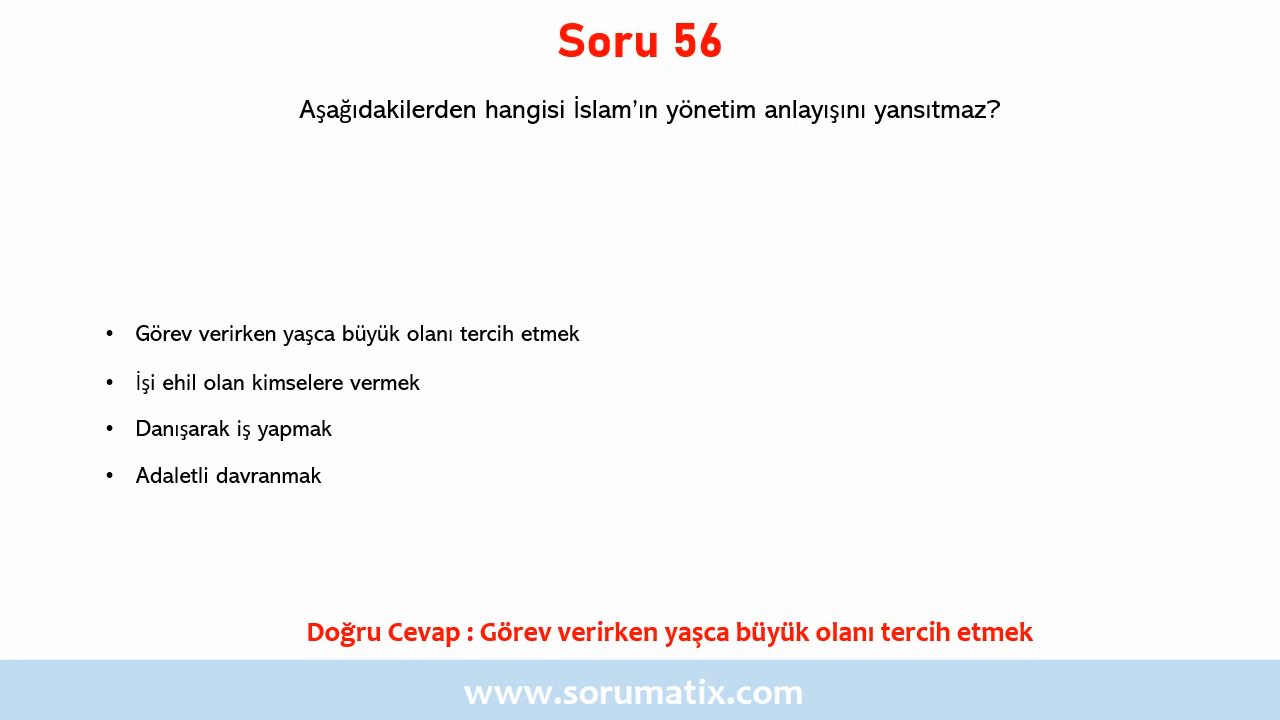 Soru 56
Aşağıdakilerden hangisi İslam’ın yönetim anlayışını yansıtmaz?
• Görev verirken yaşca büyük olanı tercih etmek
• İşi ehil olan kimselere vermek
• Danışarak iş yapmak
• Adaletli davranmak
Doğru Cevap : Görev verirken yaşca büyük olanı tercih etmek
www.sorumatix.com